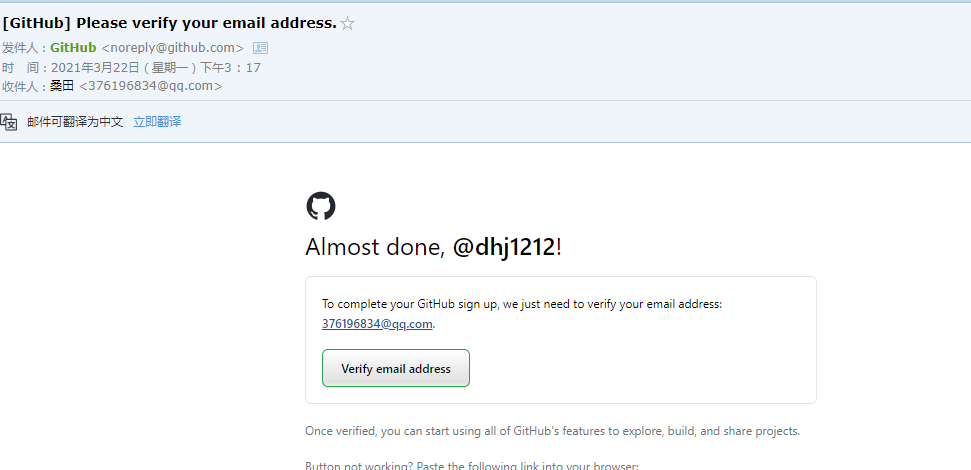 [GitHub] Please verify your email address.☆
发件人：GitHub <noreply@github.com>
时　间：2021年3月22日（星期一）下午3：17
收件人：桑田 <376196834@qq.com>
邮件可翻译为中文 立即翻译
Almost done, @dhj1212!
To complete your GitHub sign up, we just need to verify your email address:
376196834@qq.com.
Verify email address
Once verified, you can start using all of GitHub's features to explore, build, and share projects.
Button not working? Paste the following link into your browser: